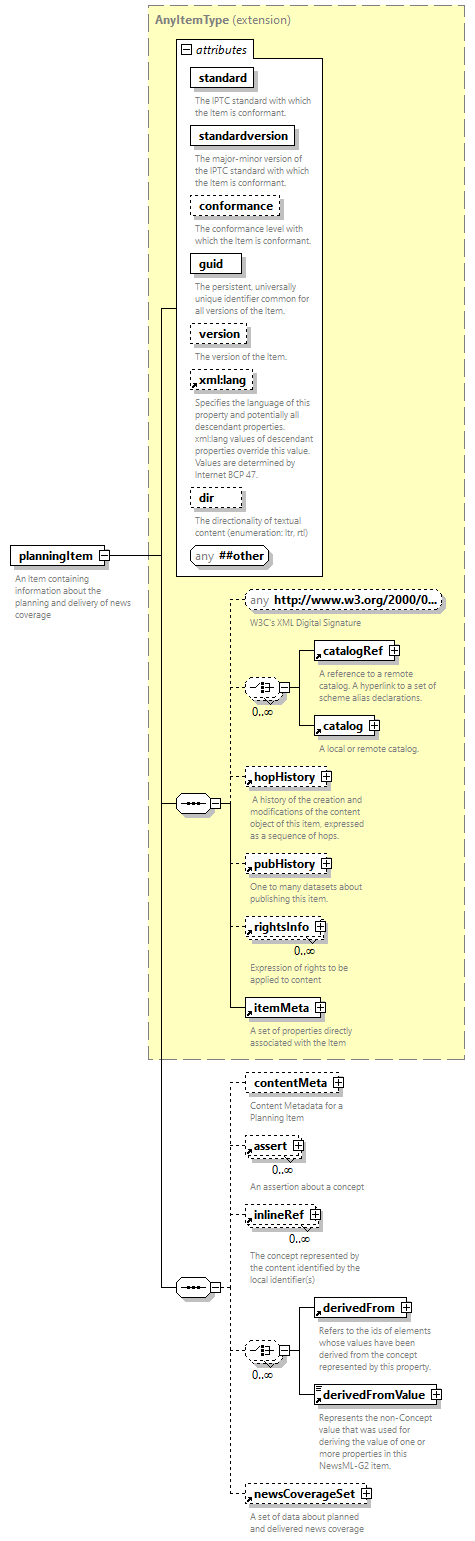 AnyItemType (extension)
attributes
standard
The IPTC standard with which
the Item is conformant.
standardversion
The major-minor version of
the IPTC standard with which
the Item is conformant.
conformance
The conformance level with
which the Item is conformant.
guid
The persistent, universally
unique identifier common for
all versions of the Item.
version
The version of the Item.
xml:lang
Specifies the language of this
property and potentially all
descendant properties.
xml:lang values of descendant
properties override this value.
Values are determined by
Internet BCP 47.
dir
The directionality of textual
content (enumeration: ltr, rtl)
any ##other
planningItem
An Item containing
information about the
planning and delivery of news
coverage
any http://www.w3.org/2000/0...
W3C's XML Digital Signature
catalogRef
A reference to a remote
catalog. A hyperlink to a set of
scheme alias declarations.
0..∞
catalog
A local or remote catalog.
hopHistory
A history of the creation and
modifications of the content
object of this item, expressed
as a sequence of hops.
pubHistory
One to many datasets about
publishing this item.
rightsInfo
0..∞
Expression of rights to be
applied to content
itemMeta
A set of properties directly
associated with the Item
contentMeta
Content Metadata for a
Planning Item
assert
0..∞
An assertion about a concept
inlineRef
0..∞
The concept represented by
the content identified by the
local identifier(s)
derivedFrom
Refers to the ids of elements
whose values have been
derived from the concept
represented by this property.
0..∞
derivedFromValue
Represents the non-Concept
value that was used for
deriving the value of one or
more properties in this
NewsML-G2 item.
newsCoverageSet
A set of data about planned
and delivered news coverage